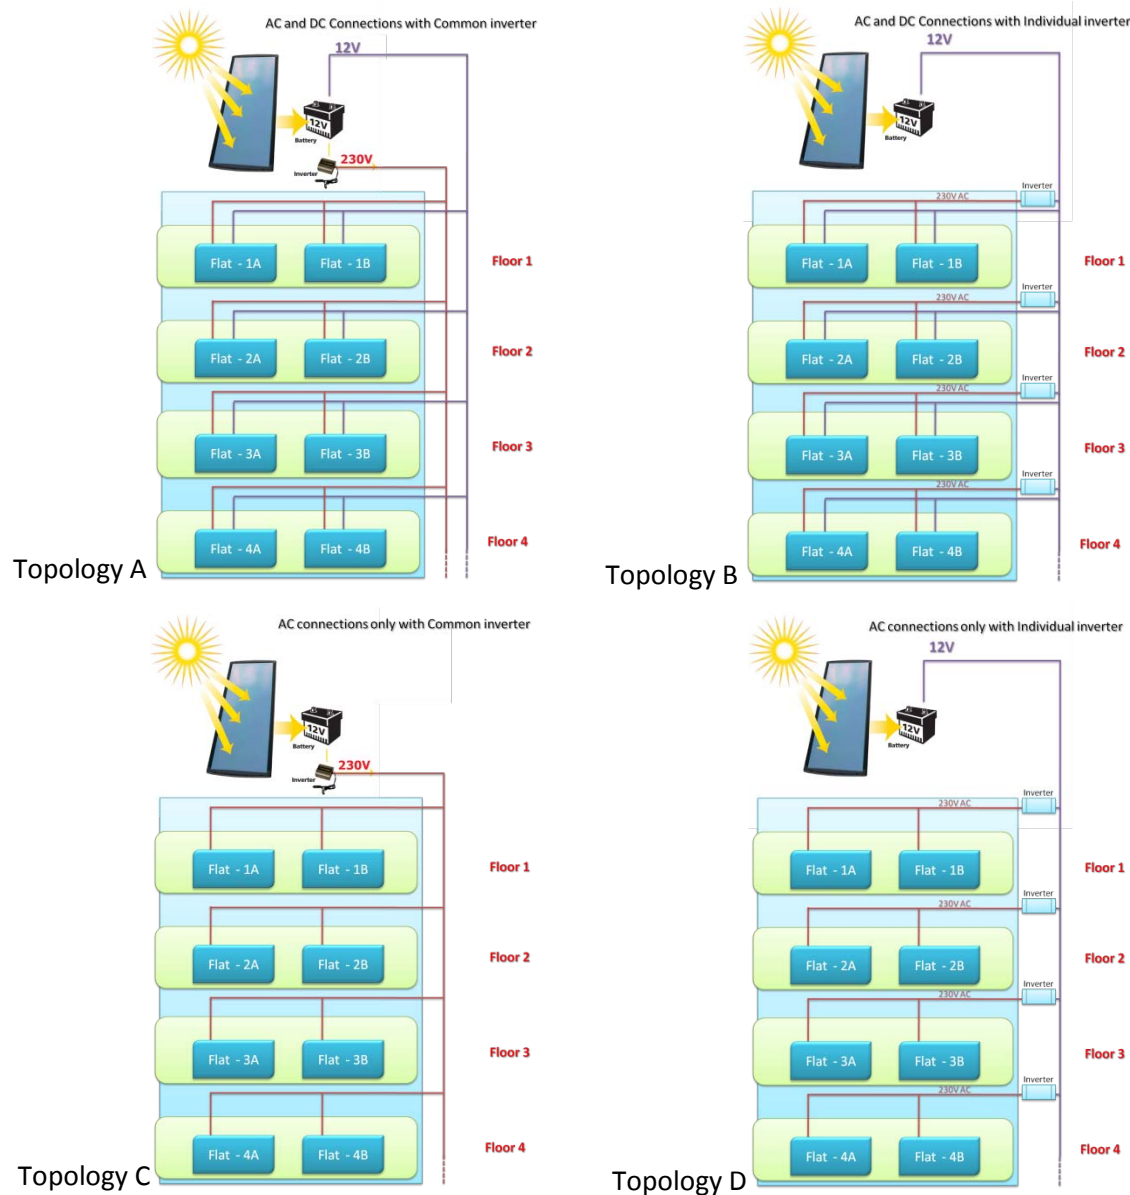 AC and DC Connections with Common inverter
12V
12V
Battery
Inverter
230V
Flat - 1A
Flat - 1B
Floor 1
Flat - 2A
Flat - 2B
Floor 2
Flat - 3A
Flat - 3B
Floor 3
Flat - 4A
Flat - 4B
Floor 4
Topology A
AC and DC Connections with Individual inverter
12V
12V
Battery
Inverter
230V AC
Flat - 1A
Flat - 1B
Floor 1
Inverter
230V AC
Flat - 2A
Flat - 2B
Floor 2
Inverter
230V AC
Flat - 3A
Flat - 3B
Floor 3
Inverter
230V AC
Flat - 4A
Flat - 4B
Floor 4
Topology B
AC connections only with Common inverter
12V
Battery
Inverter
230V
Flat - 1A
Flat - 1B
Floor 1
Flat - 2A
Flat - 2B
Floor 2
Flat - 3A
Flat - 3B
Floor 3
Flat - 4A
Flat - 4B
Floor 4
Topology C
AC connections only with Individual inverter
12V
12V
Battery
Inverter
230V AC
Flat - 1A
Flat - 1B
Floor 1
Inverter
230V AC
Flat - 2A
Flat - 2B
Floor 2
Inverter
230V AC
Flat - 3A
Flat - 3B
Floor 3
Inverter
230V AC
Flat - 4A
Flat - 4B
Floor 4
Topology D